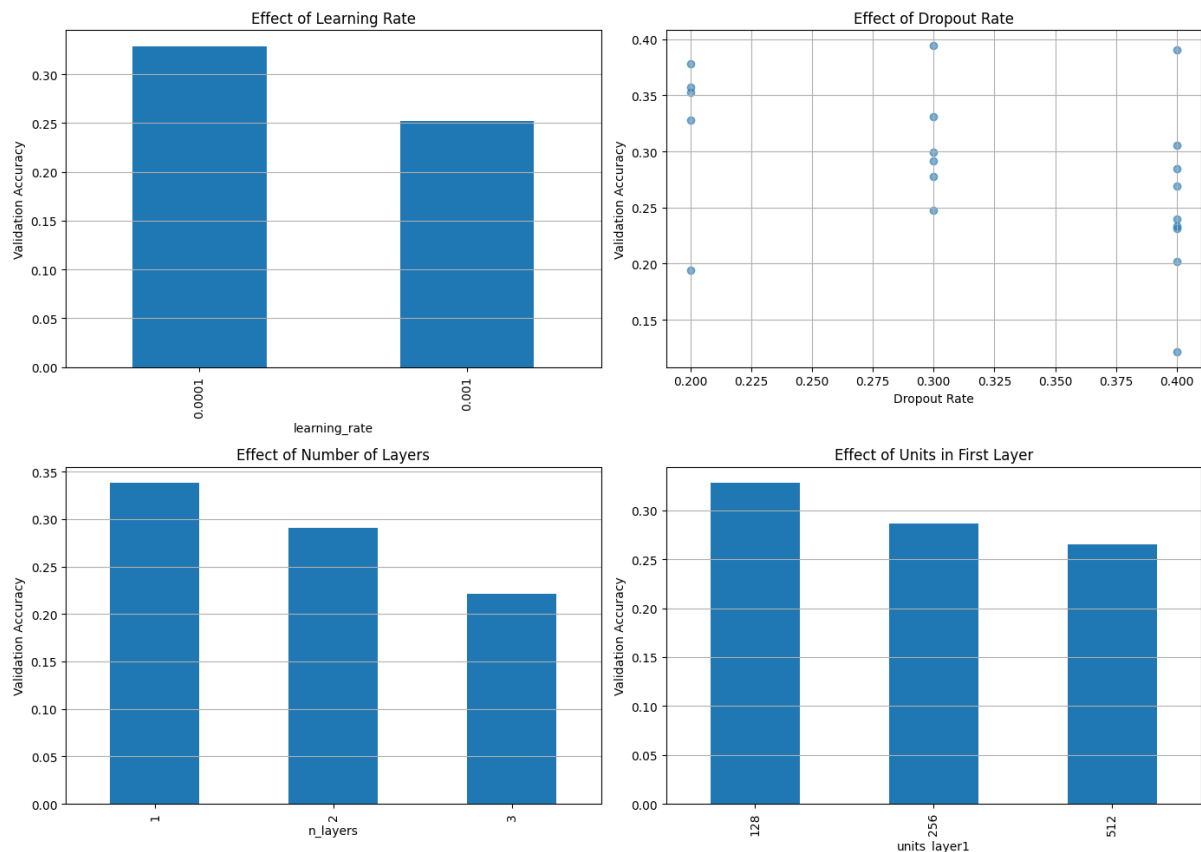 Effect of Learning Rate
Validation Accuracy
0.30
0.25
0.20
0.15
0.10
0.05
0.00
0.0001
0.001
learning_rate
Effect of Dropout Rate
Validation Accuracy
0.40
0.35
0.30
0.25
0.20
0.15
0.200 0.225 0.250 0.275 0.300 0.325 0.350 0.375 0.400
Dropout Rate
Effect of Number of Layers
Validation Accuracy
0.35
0.30
0.25
0.20
0.15
0.10
0.05
0.00
1
2
3
n_layers
Effect of Units in First Layer
Validation Accuracy
0.30
0.25
0.20
0.15
0.10
0.05
0.00
128
256
512
units_layer1